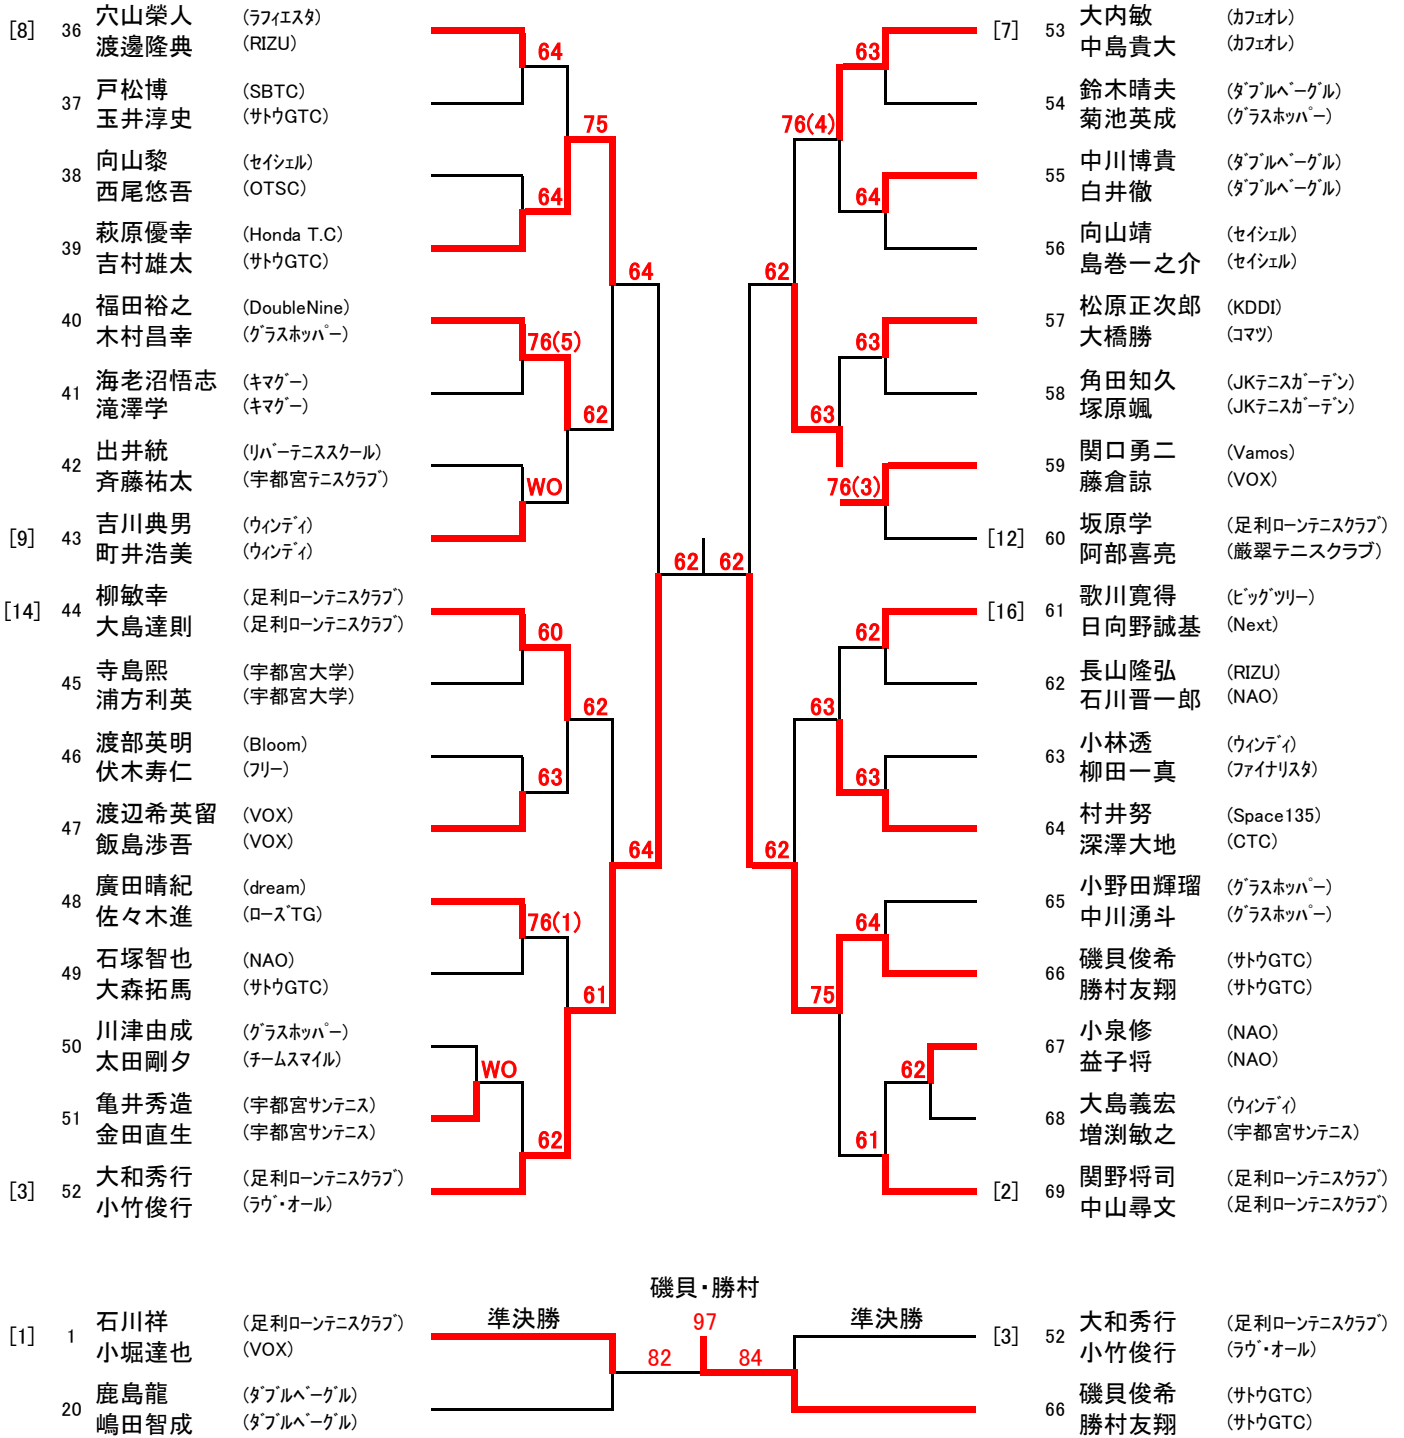 [8] 36 穴山榮人 (ﾗﾌｨｴｽﾀ)
渡邊隆典 (RIZU)
64
37 戸松博 (SBTC)
玉井淳史 (ｻﾄｳGTC)
75
38 向山黎 (ｾｲｼｪﾙ)
西尾悠吾 (OTSC)
64
39 萩原優幸 (Honda T.C)
吉村雄太 (ｻﾄｳGTC)
64
40 福田裕之 (DoubleNine)
木村昌幸 (ｸﾞﾗｽﾎｯﾊﾟｰ)
76(5)
41 海老沼悟志 (ｷﾏｸﾞｰ)
滝澤学 (ｷﾏｸﾞｰ)
62
42 出井統 (ﾘﾊﾞｰﾃﾆｽｽｸｰﾙ)
斉藤祐太 (宇都宮ﾃﾆｽｸﾗﾌﾞ)
WO
[9] 43 吉川典男 (ｳｨﾝﾃﾞｨ)
町井浩美 (ｳｨﾝﾃﾞｨ)
62 62
[14] 44 柳敏幸 (足利ﾛｰﾝﾃﾆｽｸﾗﾌﾞ)
大島達則 (足利ﾛｰﾝﾃﾆｽｸﾗﾌﾞ)
60
45 寺島熙 (宇都宮大学)
浦方利英 (宇都宮大学)
62
46 渡部英明 (Bloom)
伏木寿仁 (ﾌﾘｰ)
63
47 渡辺希英留 (VOX)
飯島渉吾 (VOX)
64
48 廣田晴紀 (dream)
佐々木進 (ﾛｰｽﾞTG)
76(1)
49 石塚智也 (NAO)
大森拓馬 (ｻﾄｳGTC)
61
50 川津由成 (ｸﾞﾗｽﾎｯﾊﾟｰ)
太田剛夕 (ﾁｰﾑｽﾏｲﾙ)
WO
51 亀井秀造 (宇都宮ｻﾝﾃﾆｽ)
金田直生 (宇都宮ｻﾝﾃﾆｽ)
62
[3] 52 大和秀行 (足利ﾛｰﾝﾃﾆｽｸﾗﾌﾞ)
小竹俊行 (ﾗｳﾞ・ｵｰﾙ)
[7] 53 大内敏 (ｶﾌｪｵﾚ)
中島貴大 (ｶﾌｪｵﾚ)
63
54 鈴木晴夫 (ﾀﾞﾌﾞﾙﾍﾞｰｸﾞﾙ)
菊池英成 (ｸﾞﾗｽﾎｯﾊﾟｰ)
76(4)
55 中川博貴 (ﾀﾞﾌﾞﾙﾍﾞｰｸﾞﾙ)
白井徹 (ﾀﾞﾌﾞﾙﾍﾞｰｸﾞﾙ)
64
56 向山靖 (ｾｲｼｪﾙ)
島巻一之介 (ｾｲｼｪﾙ)
62
57 松原正次郎 (KDDI)
大橋勝 (ｺﾏﾂ)
63
58 角田知久 (JKﾃﾆｽｶﾞｰﾃﾞﾝ)
塚原颯 (JKﾃﾆｽｶﾞｰﾃﾞﾝ)
63
59 関口勇二 (Vamos)
藤倉諒 (VOX)
76(3)
[12] 60 坂原学 (足利ﾛｰﾝﾃﾆｽｸﾗﾌﾞ)
阿部喜亮 (厳翠テニスクラブ)
[16] 61 歌川寛得 (ﾋﾞｯｸﾞﾂﾘｰ)
日向野誠基 (Next)
62
62 長山隆弘 (RIZU)
石川晋一郎 (NAO)
63
63 小林透 (ｳｨﾝﾃﾞｨ)
柳田一真 (ﾌｧｲﾅﾘｽﾀ)
63
64 村井努 (Space135)
深澤大地 (CTC)
62
65 小野田輝瑠 (ｸﾞﾗｽﾎｯﾊﾟｰ)
中川湧斗 (ｸﾞﾗｽﾎｯﾊﾟｰ)
64
66 磯貝俊希 (ｻﾄｳGTC)
勝村友翔 (ｻﾄｳGTC)
75
67 小泉修 (NAO)
益子将 (NAO)
62
68 大島義宏 (ｳｨﾝﾃﾞｨ)
増渕敏之 (宇都宮ｻﾝﾃﾆｽ)
61
[2] 69 関野将司 (足利ﾛｰﾝﾃﾆｽｸﾗﾌﾞ)
中山尋文 (足利ﾛｰﾝﾃﾆｽｸﾗﾌﾞ)
磯貝・勝村
[1] 1 石川祥 (足利ﾛｰﾝﾃﾆｽｸﾗﾌﾞ) 準決勝 97 準決勝 [3] 52 大和秀行 (足利ﾛｰﾝﾃﾆｽｸﾗﾌﾞ)
小堀達也 (VOX) 82 84 小竹俊行 (ﾗｳﾞ・ｵｰﾙ)
20 鹿島龍 (ﾀﾞﾌﾞﾙﾍﾞｰｸﾞﾙ) 66 磯貝俊希 (ｻﾄｳGTC)
嶋田智成 (ﾀﾞﾌﾞﾙﾍﾞｰｸﾞﾙ) 勝村友翔 (ｻﾄｳGTC)